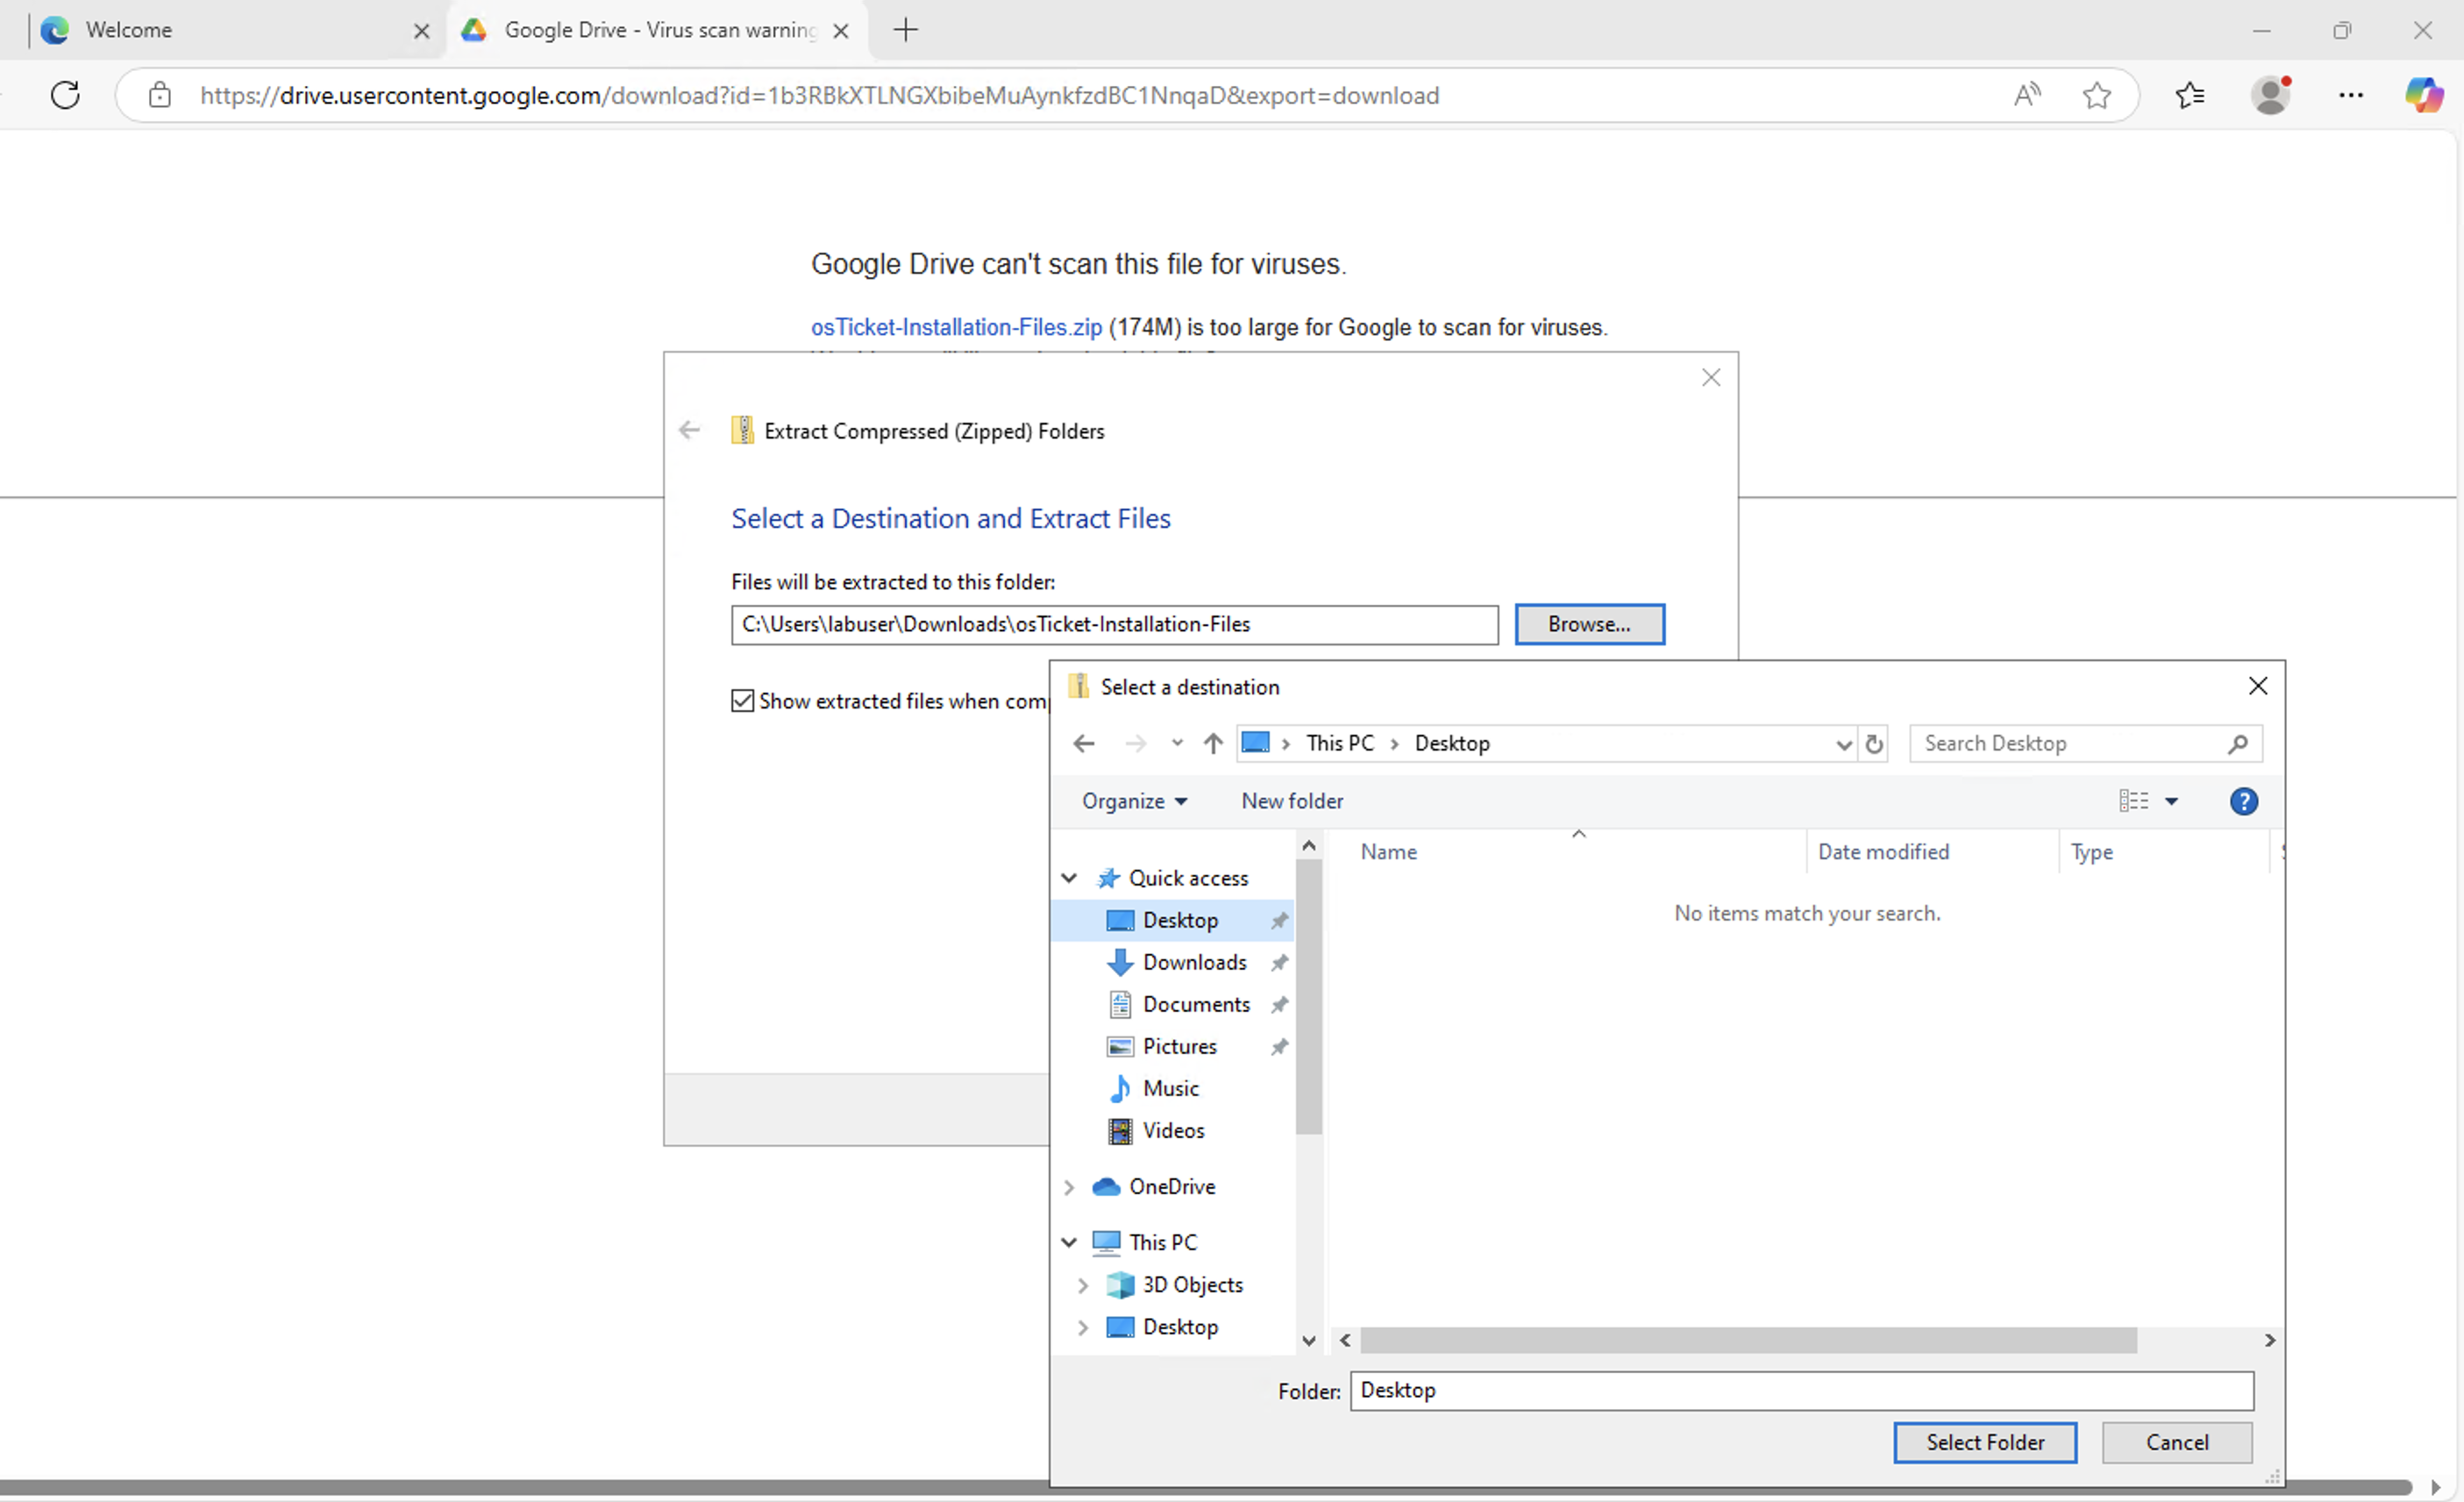 Welcome
Google Drive - Virus scan warning
https://drive.usercontent.google.com/download?id=1b3RBkXTLNGXbibeMuAynkfzdBC1NnqaD&export=download
Google Drive can't scan this file for viruses.
osTicket-Installation-Files.zip (174M) is too large for Google to scan for viruses.
Extract Compressed (Zipped) Folders
Select a Destination and Extract Files
Files will be extracted to this folder:
C:\Users\labuser\Downloads\osTicket-Installation-Files
Browse...
Show extracted files when comp
Select a destination
This PC
Desktop
Search Desktop
Organize
New folder
Name
Date modified
Type
No items match your search.
Quick access
Desktop
Downloads
Documents
Pictures
Music
Videos
OneDrive
This PC
3D Objects
Desktop
Folder: Desktop
Select Folder
Cancel